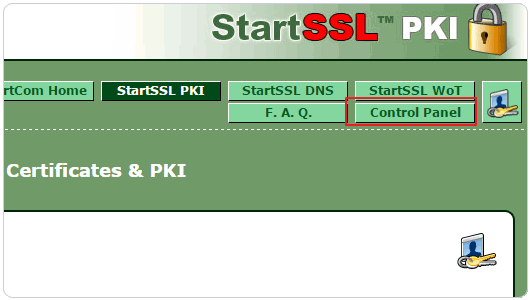 StartSSL™ PKI
rtCom Home StartSSL PKI StartSSL DNS StartSSL WoT
F. A. Q. Control Panel
Certificates & PKI